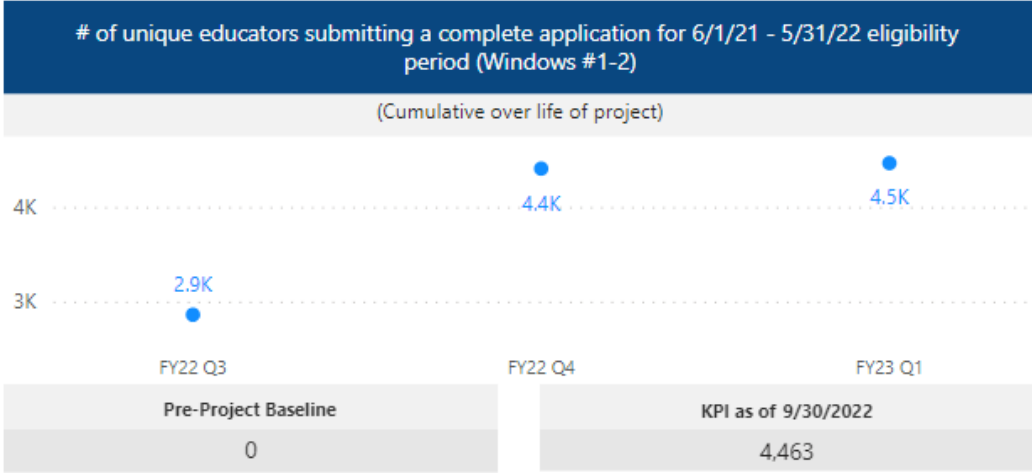 # of unique educators submitting a complete application for 6/1/21 - 5/31/22 eligibility
period (Windows #1-2)
(Cumulative over life of project)
4K
4.4K
4.5K
2.9K
3K
FY22 Q3
FY22 Q4
FY23 Q1
Pre-Project Baseline
KPI as of 9/30/2022
0
4,463